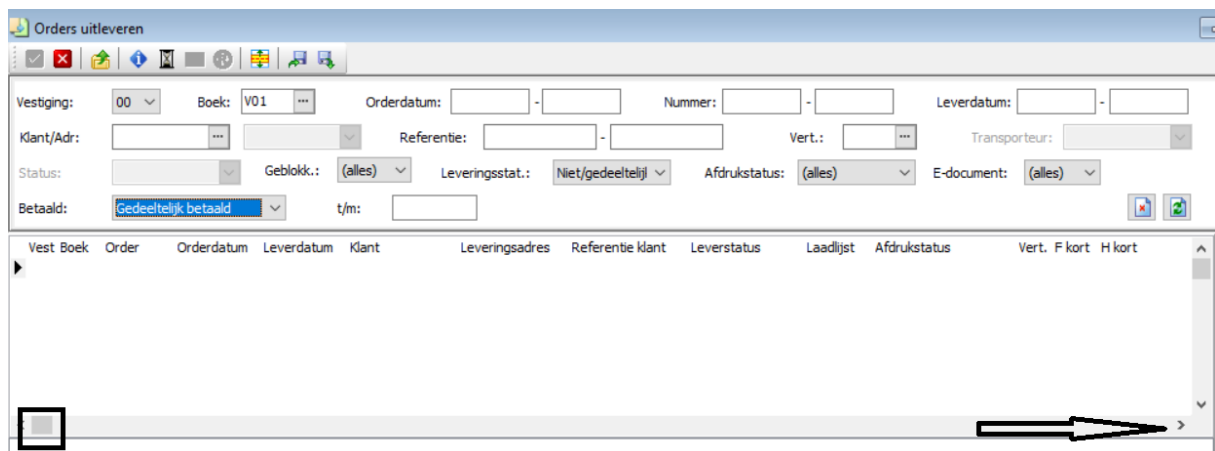 Orders uitleveren
Vestiging: 00 Boek: V01 ... Orderdatum: - Nummer: - Leverdatum: -
Klant/Adr: ... Referentie: - Vert.: ... Transporteur:
Status: Geblokk.: (alles) Leveringsstat.: Niet/gedeeltelijl Afdrukstatus: (alles) E-document: (alles)
Betaald: Gedeeltelijk betaald t/m:
Vest Boek Order Orderdatum Leverdatum Klant Leveringsadres Referentie klant Leverstatus Laadlijst Afdrukstatus Vert. F kort H kort